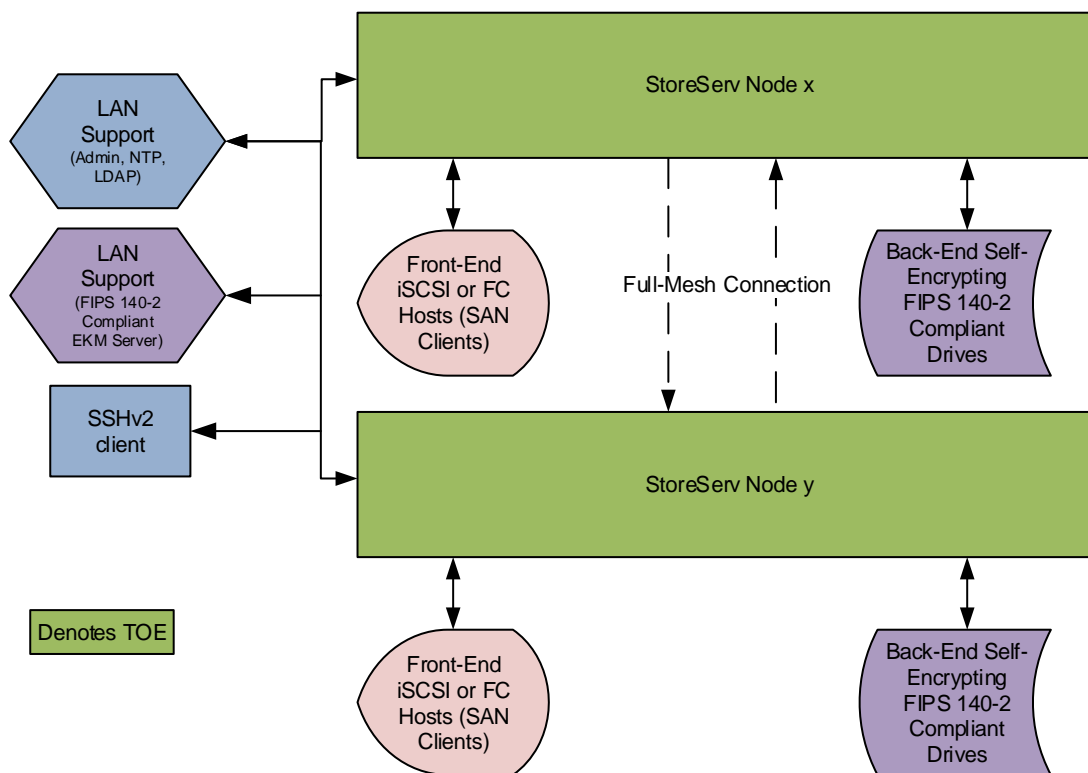 StoreServ Node x
LAN
Support
(Admin, NTP,
LDAP)
LAN
Support
(FIPS 140-2
Compliant
EKM Server)
SSHv2
client
Front-End
iSCSI or FC
Hosts (SAN
Clients)
Full-Mesh Connection
Back-End Self-
Encrypting
FIPS 140-2
Compliant
Drives
StoreServ Node y
Denotes TOE
Front-End
iSCSI or FC
Hosts (SAN
Clients)
Back-End Self-
Encrypting
FIPS 140-2
Compliant
Drives